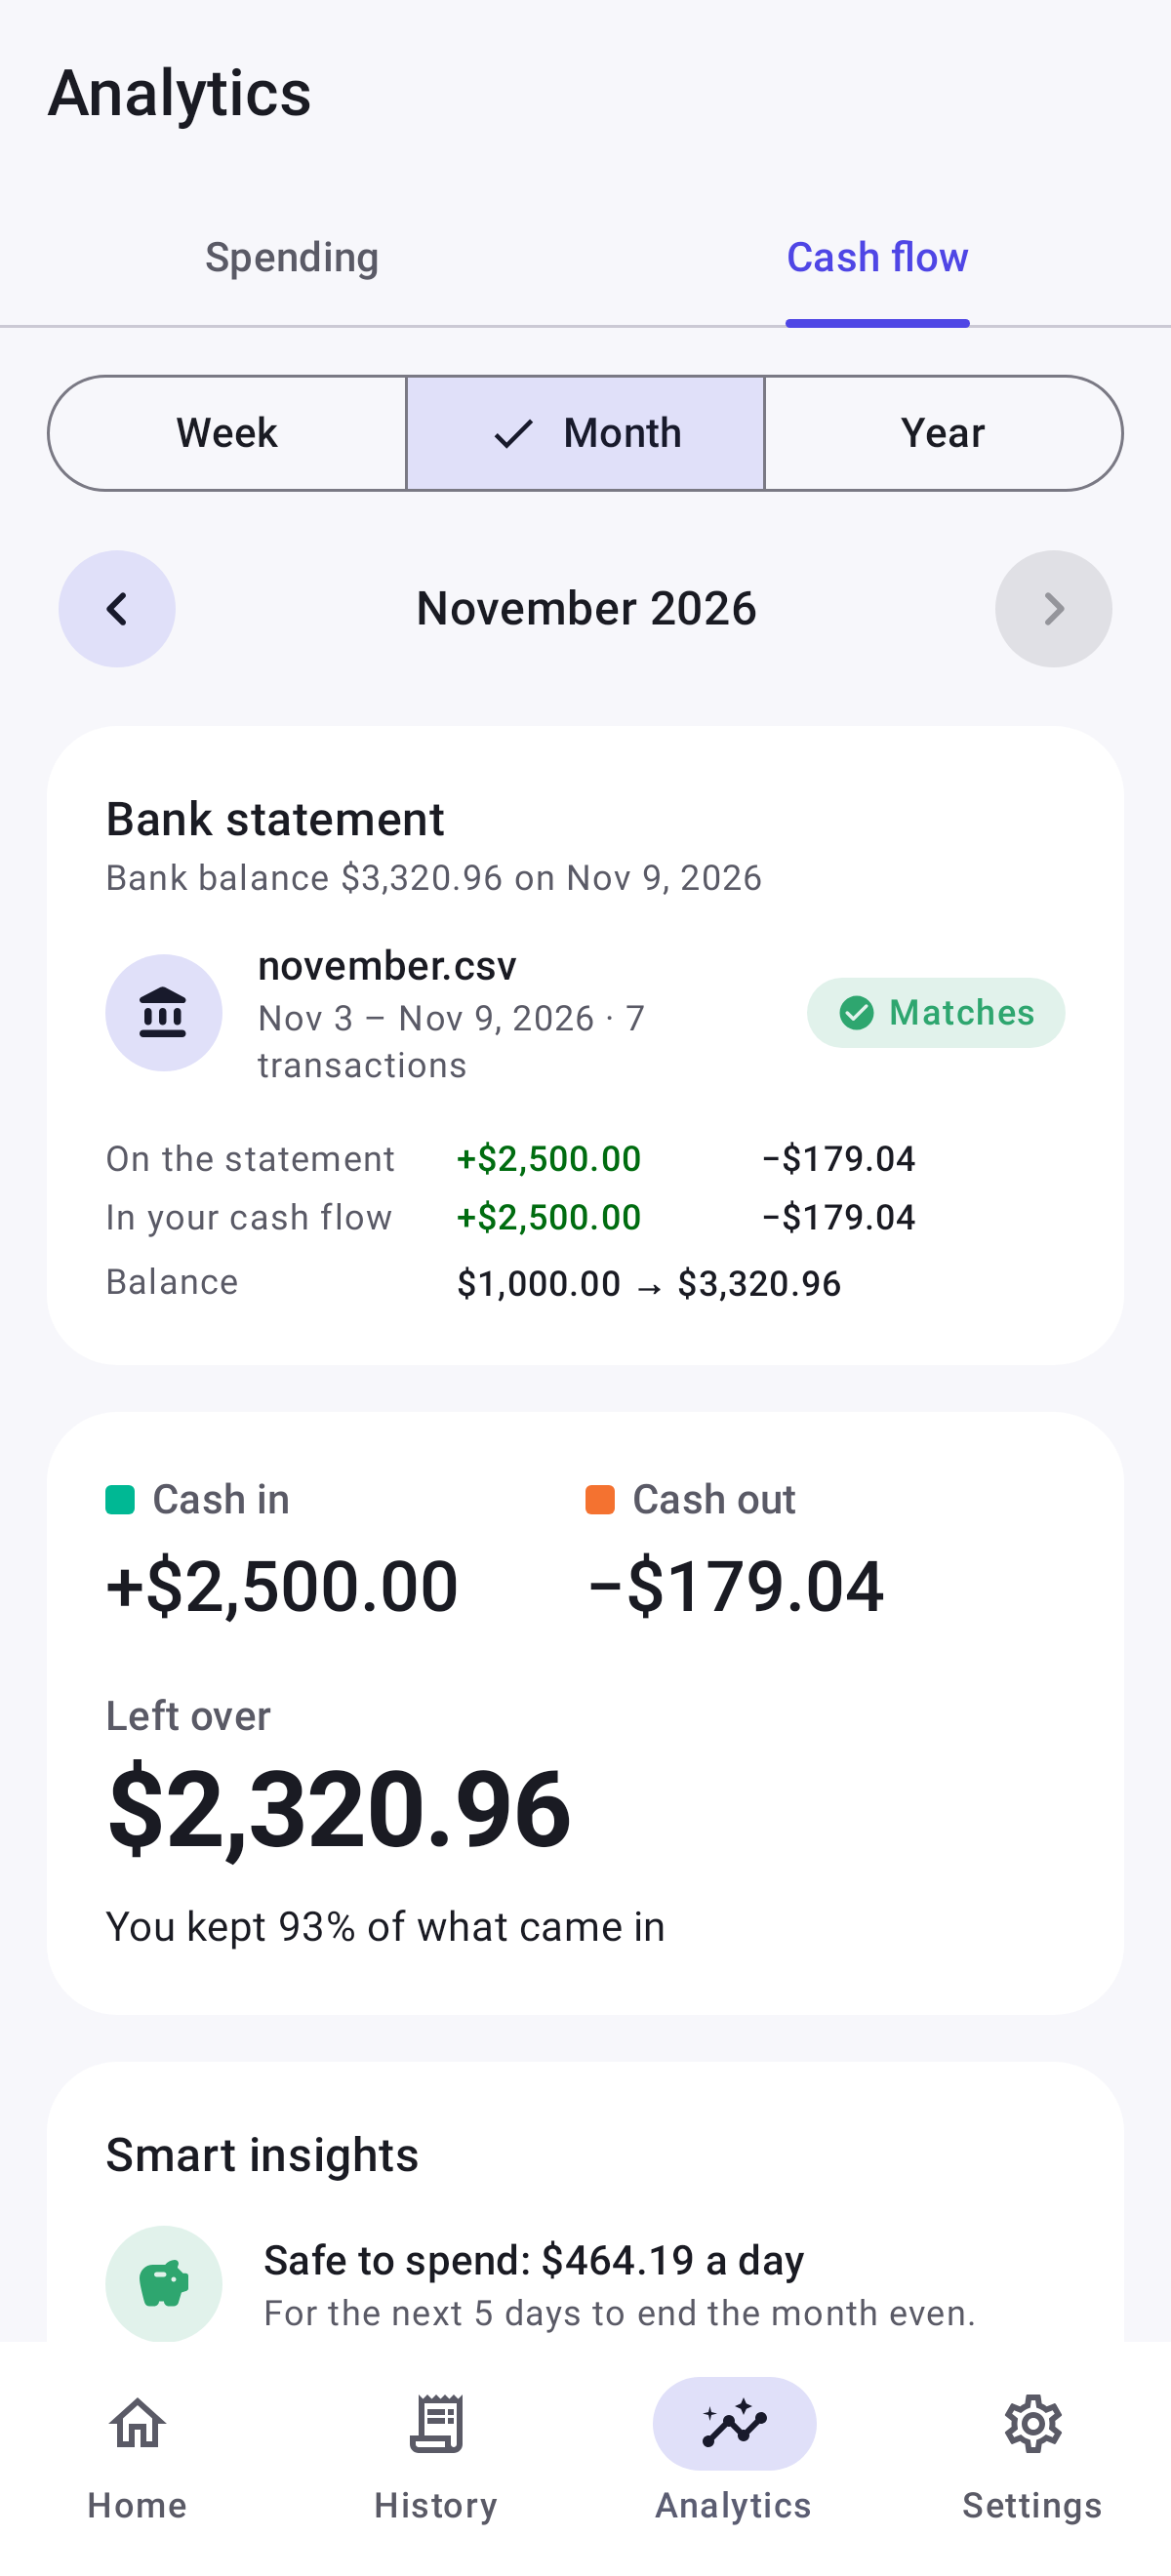 Analytics
Spending
Cash flow
Week
Month
Year
November 2026
Bank statement
Bank balance $3,320.96 on Nov 9, 2026
november.csv
Nov 3 – Nov 9, 2026 · 7
transactions
Matches
On the statement +$2,500.00 −$179.04
In your cash flow +$2,500.00 −$179.04
Balance $1,000.00 → $3,320.96
Cash in
Cash out
+$2,500.00
−$179.04
Left over
$2,320.96
You kept 93% of what came in
Smart insights
Safe to spend: $464.19 a day
For the next 5 days to end the month even.
Home
History
Analytics
Settings